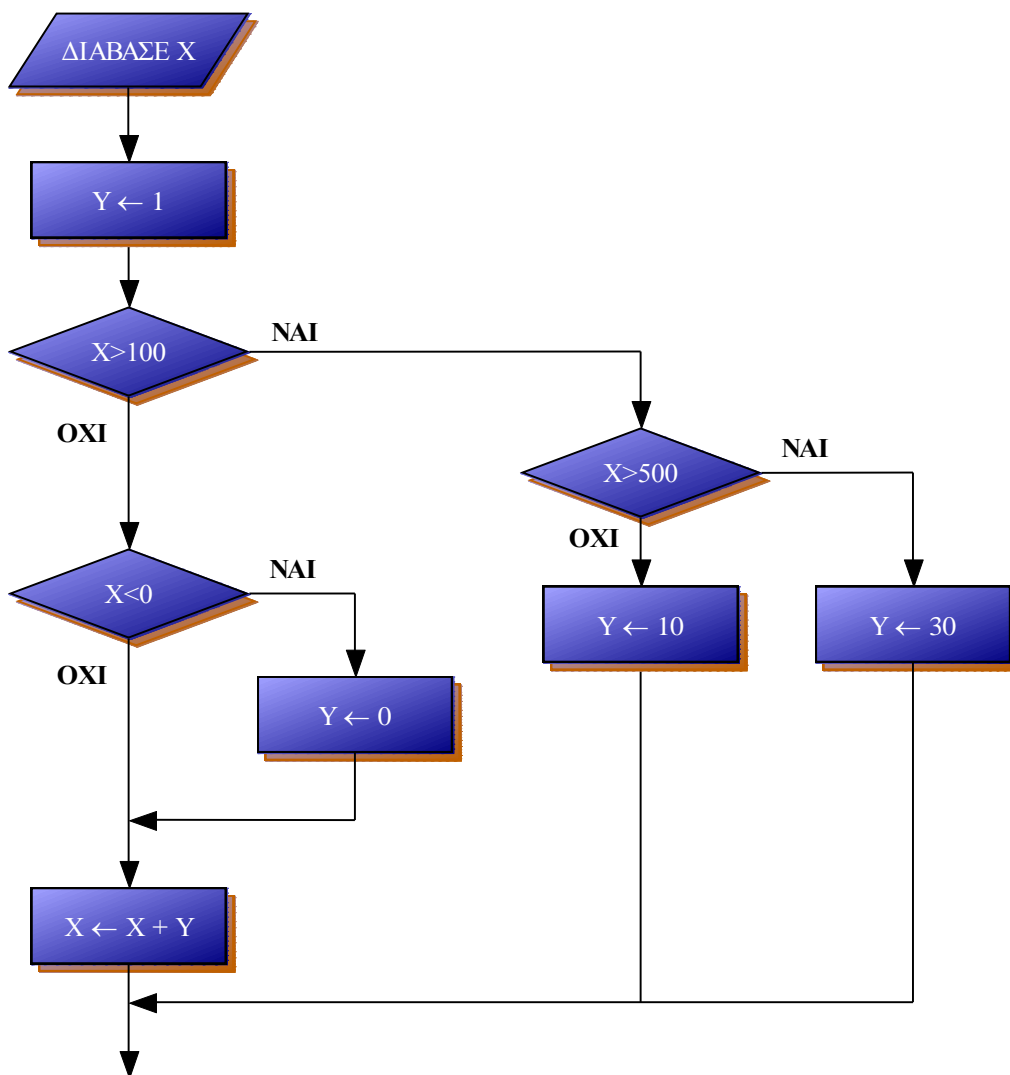 ΔΙΑΒΑΣΕ X
Y ← 1
X>100
ΝΑΙ
ΟΧΙ
X>500
ΝΑΙ
ΟΧΙ
X<0
ΝΑΙ
Y ← 10
Y ← 30
ΟΧΙ
Y ← 0
X ← X + Y